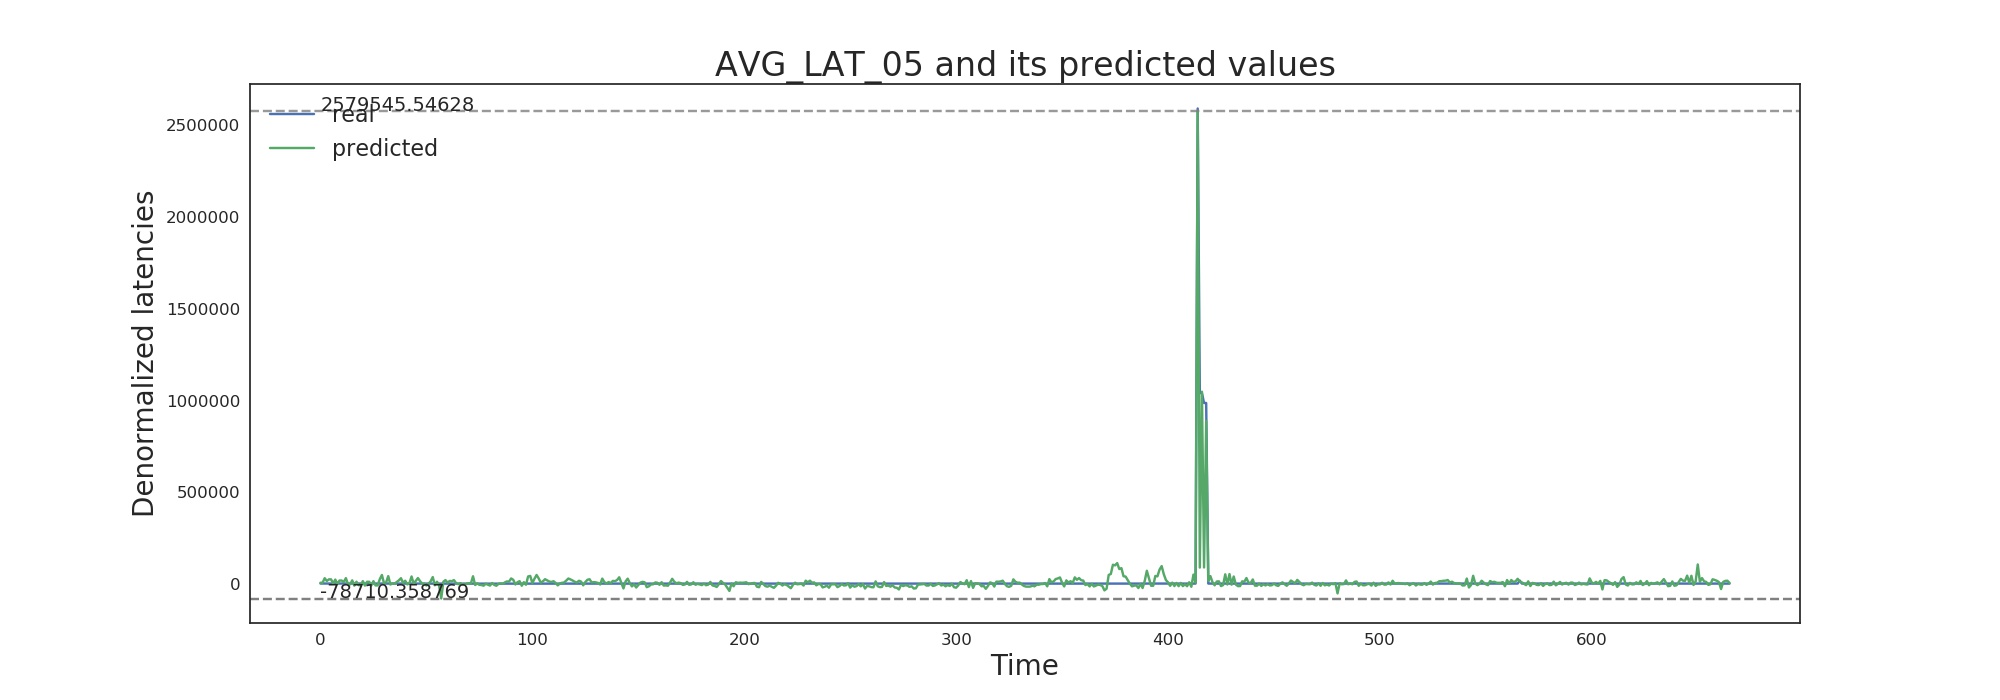 AVG_LAT_05 and its predicted values
2579545.54628
real
predicted
-78710.358769
Denormalized latencies
2500000
2000000
1500000
1000000
500000
0
0 100 200 300 400 500 600
Time